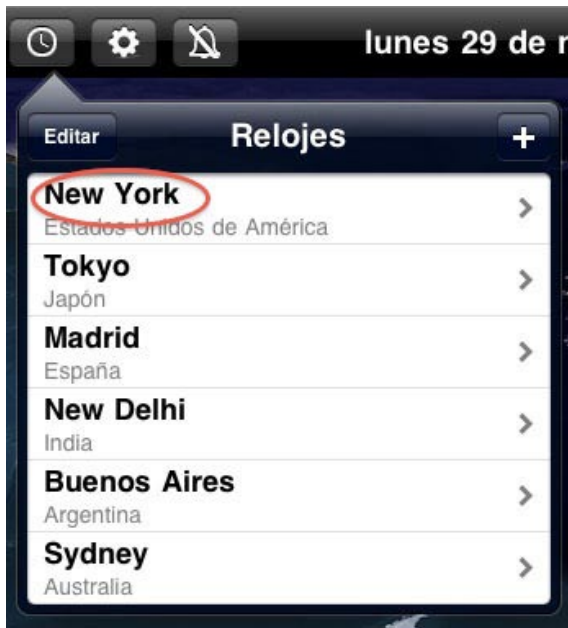 lunes 29 de
Editar
Relojes
+
New York
Estados Unidos de América
Tokyo
Japón
Madrid
España
New Delhi
India
Buenos Aires
Argentina
Sydney
Australia